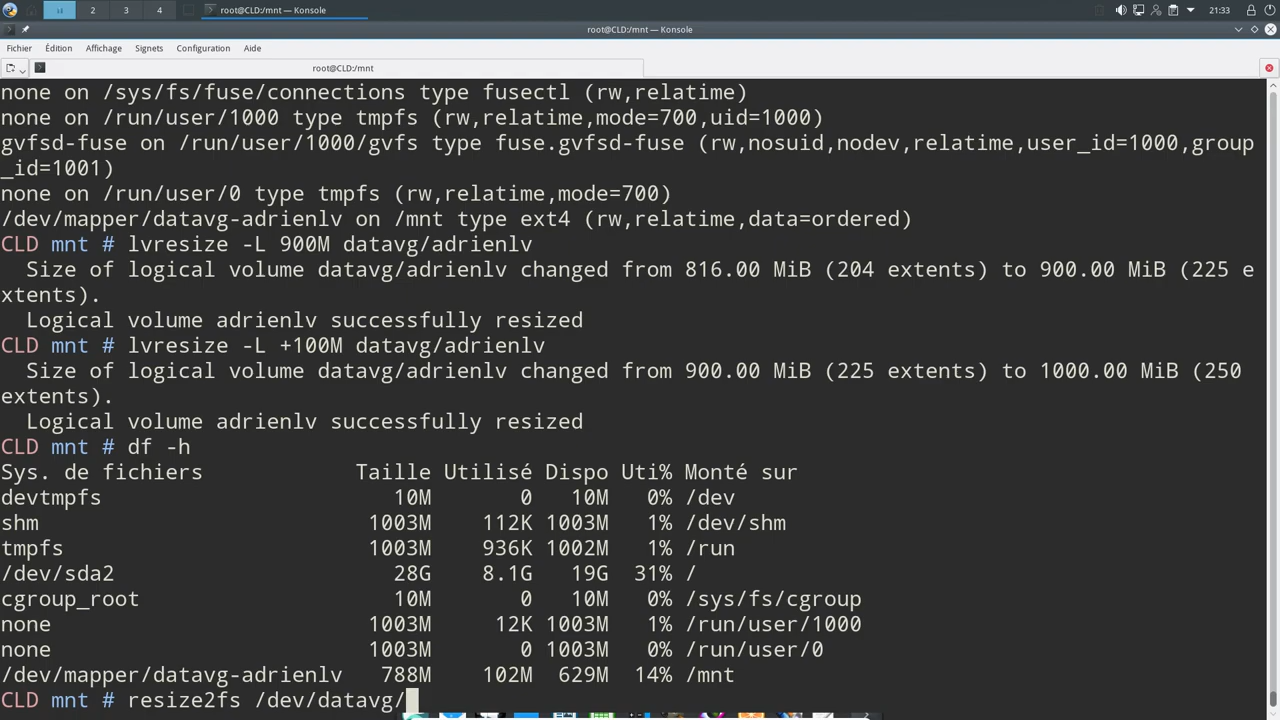 1 2 3 4 root@CLD:/mnt — Konsole 21:33
root@CLD:/mnt — Konsole
Fichier Édition Affichage Signets Configuration Aide
root@CLD:/mnt
none on /sys/fs/fuse/connections type fusectl (rw,relatime)
none on /run/user/1000 type tmpfs (rw,relatime,mode=700,uid=1000)
gvfsd-fuse on /run/user/1000/gvfs type fuse.gvfsd-fuse (rw,nosuid,nodev,relatime,user_id=1000,group
_id=1001)
none on /run/user/0 type tmpfs (rw,relatime,mode=700)
/dev/mapper/datavg-adrienlv on /mnt type ext4 (rw,relatime,data=ordered)
CLD mnt # lvresize -L 900M datavg/adrienlv
  Size of logical volume datavg/adrienlv changed from 816.00 MiB (204 extents) to 900.00 MiB (225 e
xtents).
  Logical volume adrienlv successfully resized
CLD mnt # lvresize -L +100M datavg/adrienlv
  Size of logical volume datavg/adrienlv changed from 900.00 MiB (225 extents) to 1000.00 MiB (250
extents).
  Logical volume adrienlv successfully resized
CLD mnt # df -h
Sys. de fichiers            Taille Utilisé Dispo Uti% Monté sur
devtmpfs                       10M       0   10M   0% /dev
shm                          1003M    112K 1003M   1% /dev/shm
tmpfs                        1003M    936K 1002M   1% /run
/dev/sda2                      28G    8.1G   19G  31% /
cgroup_root                    10M       0   10M   0% /sys/fs/cgroup
none                         1003M     12K 1003M   1% /run/user/1000
none                         1003M       0 1003M   0% /run/user/0
/dev/mapper/datavg-adrienlv   788M    102M  629M  14% /mnt
CLD mnt # resize2fs /dev/datavg/